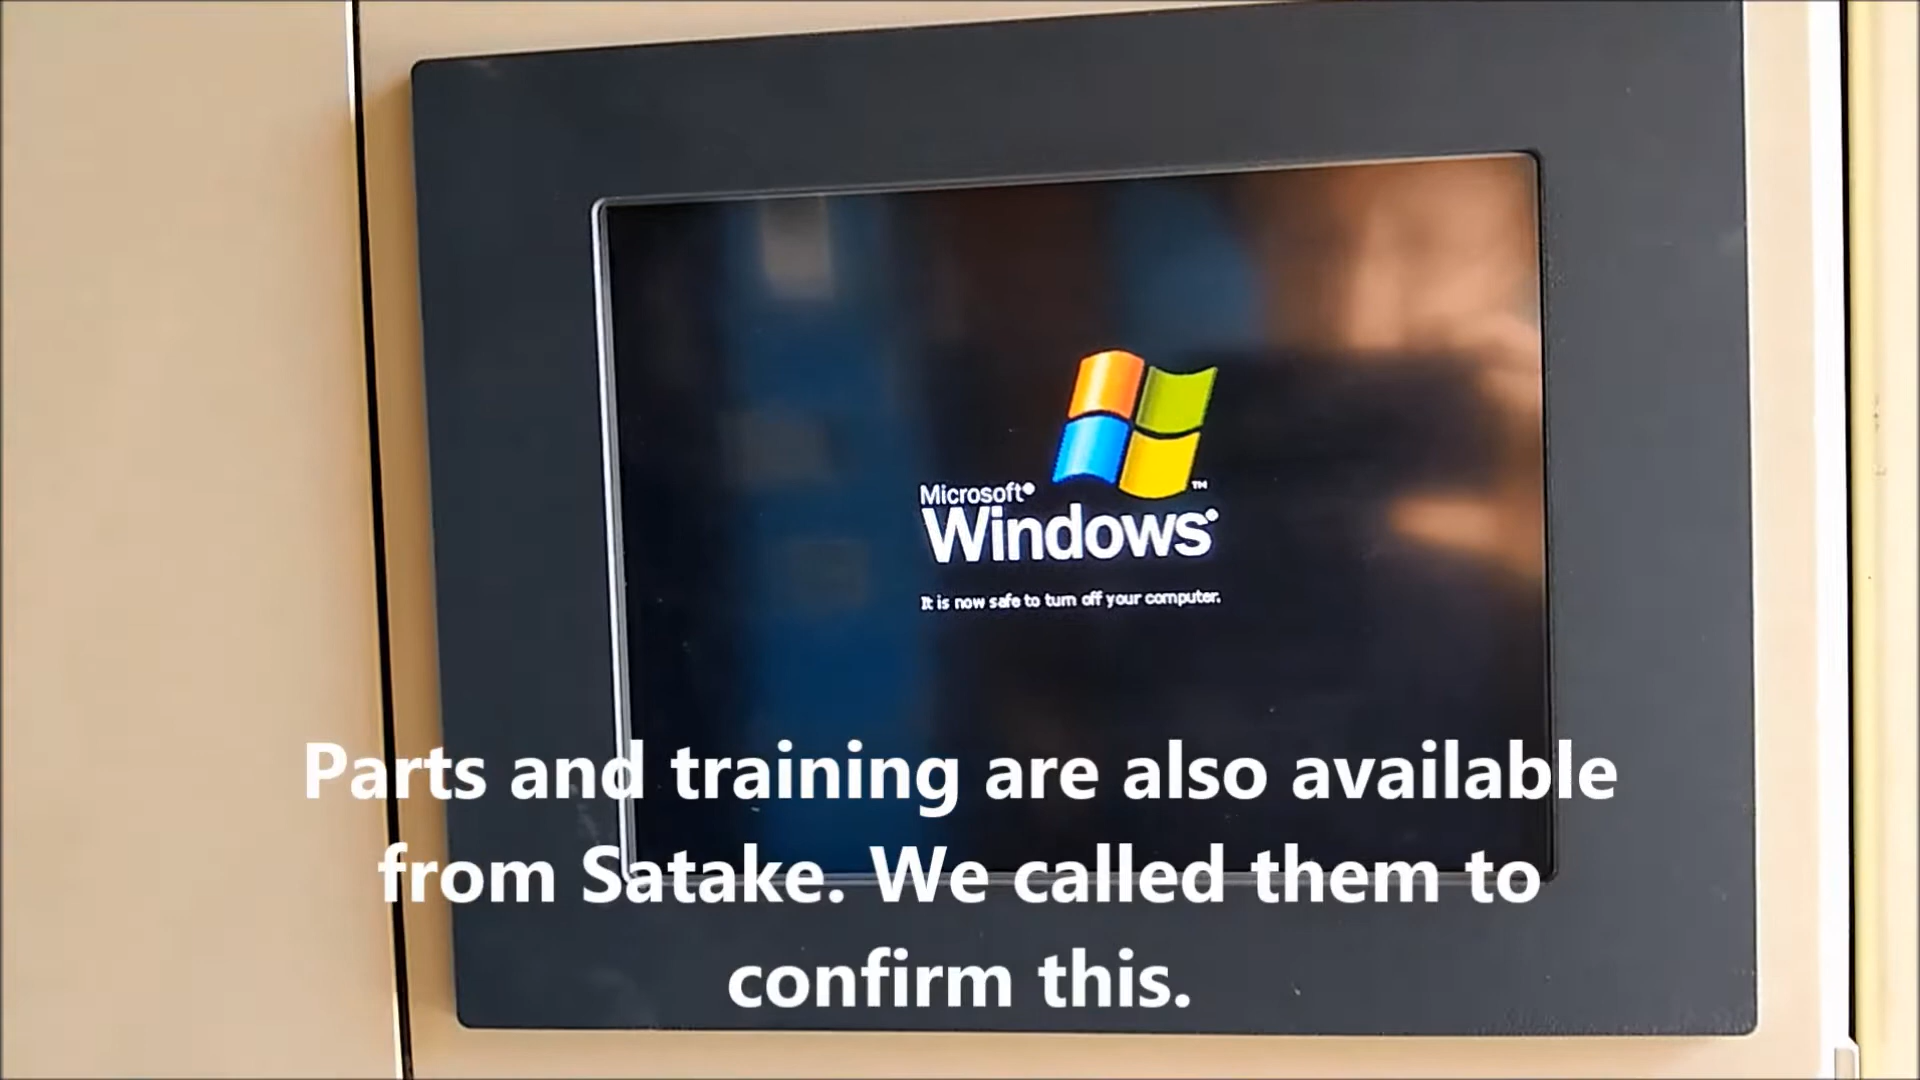 Microsoft®
Windows®
™
It is now safe to turn off your computer.
Parts and training are also available
from Satake. We called them to
confirm this.